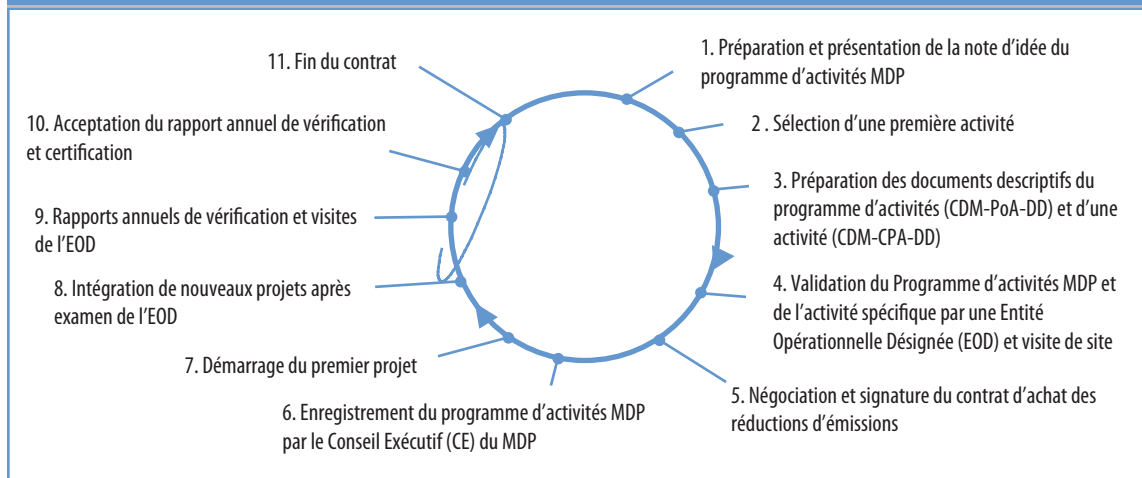 1. Préparation et présentation de la note d'idée du
programme d'activités MDP
2 . Sélection d'une première activité
3. Préparation des documents descriptifs du
programme d'activités (CDM-PoA-DD) et d'une
activité (CDM-CPA-DD)
4. Validation du Programme d'activités MDP et
de l'activité spécifique par une Entité
Opérationnelle Désignée (EOD) et visite de site
5. Négociation et signature du contrat d'achat des
réductions d'émissions
6. Enregistrement du programme d'activités MDP
par le Conseil Exécutif (CE) du MDP
7. Démarrage du premier projet
8. Intégration de nouveaux projets après
examen de l'EOD
9. Rapports annuels de vérification et visites
de l'EOD
10. Acceptation du rapport annuel de vérification
et certification
11. Fin du contrat